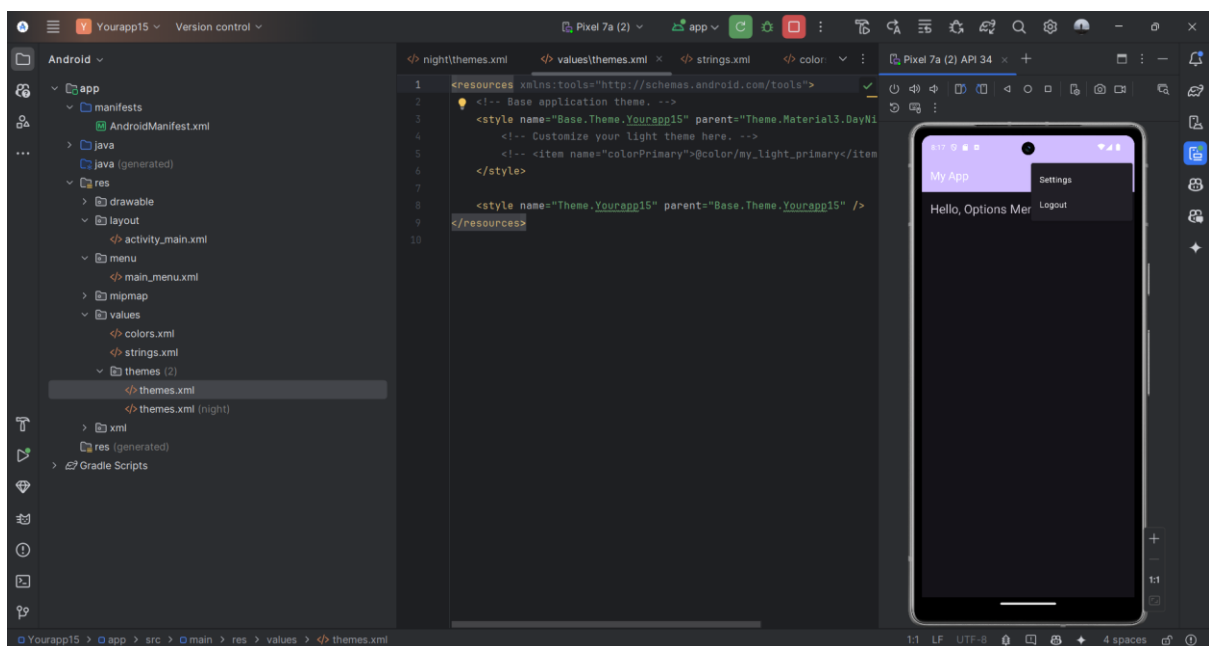 Y Yourapp15 Version control Pixel 7a (2) app
Android
app
manifests
AndroidManifest.xml
java
java (generated)
res
drawable
layout
activity_main.xml
menu
main_menu.xml
mipmap
values
colors.xml
strings.xml
themes (2)
themes.xml
themes.xml (night)
xml
res (generated)
Gradle Scripts
night\themes.xml values\themes.xml strings.xml color
1 <resources xmlns:tools="http://schemas.android.com/tools">
2 <!-- Base application theme. -->
3 <style name="Base.Theme.Yourapp15" parent="Theme.Material3.DayNi
4 <!-- Customize your light theme here. -->
5 <!-- <item name="colorPrimary">@color/my_light_primary</item
6 </style>
7
8 <style name="Theme.Yourapp15" parent="Base.Theme.Yourapp15" />
9 </resources>
10
Pixel 7a (2) API 34
8:17
My App
Settings
Logout
Hello, Options Mer
1:1
Yourapp15 > app > src > main > res > values > themes.xml
1:1 LF UTF-8 4 spaces